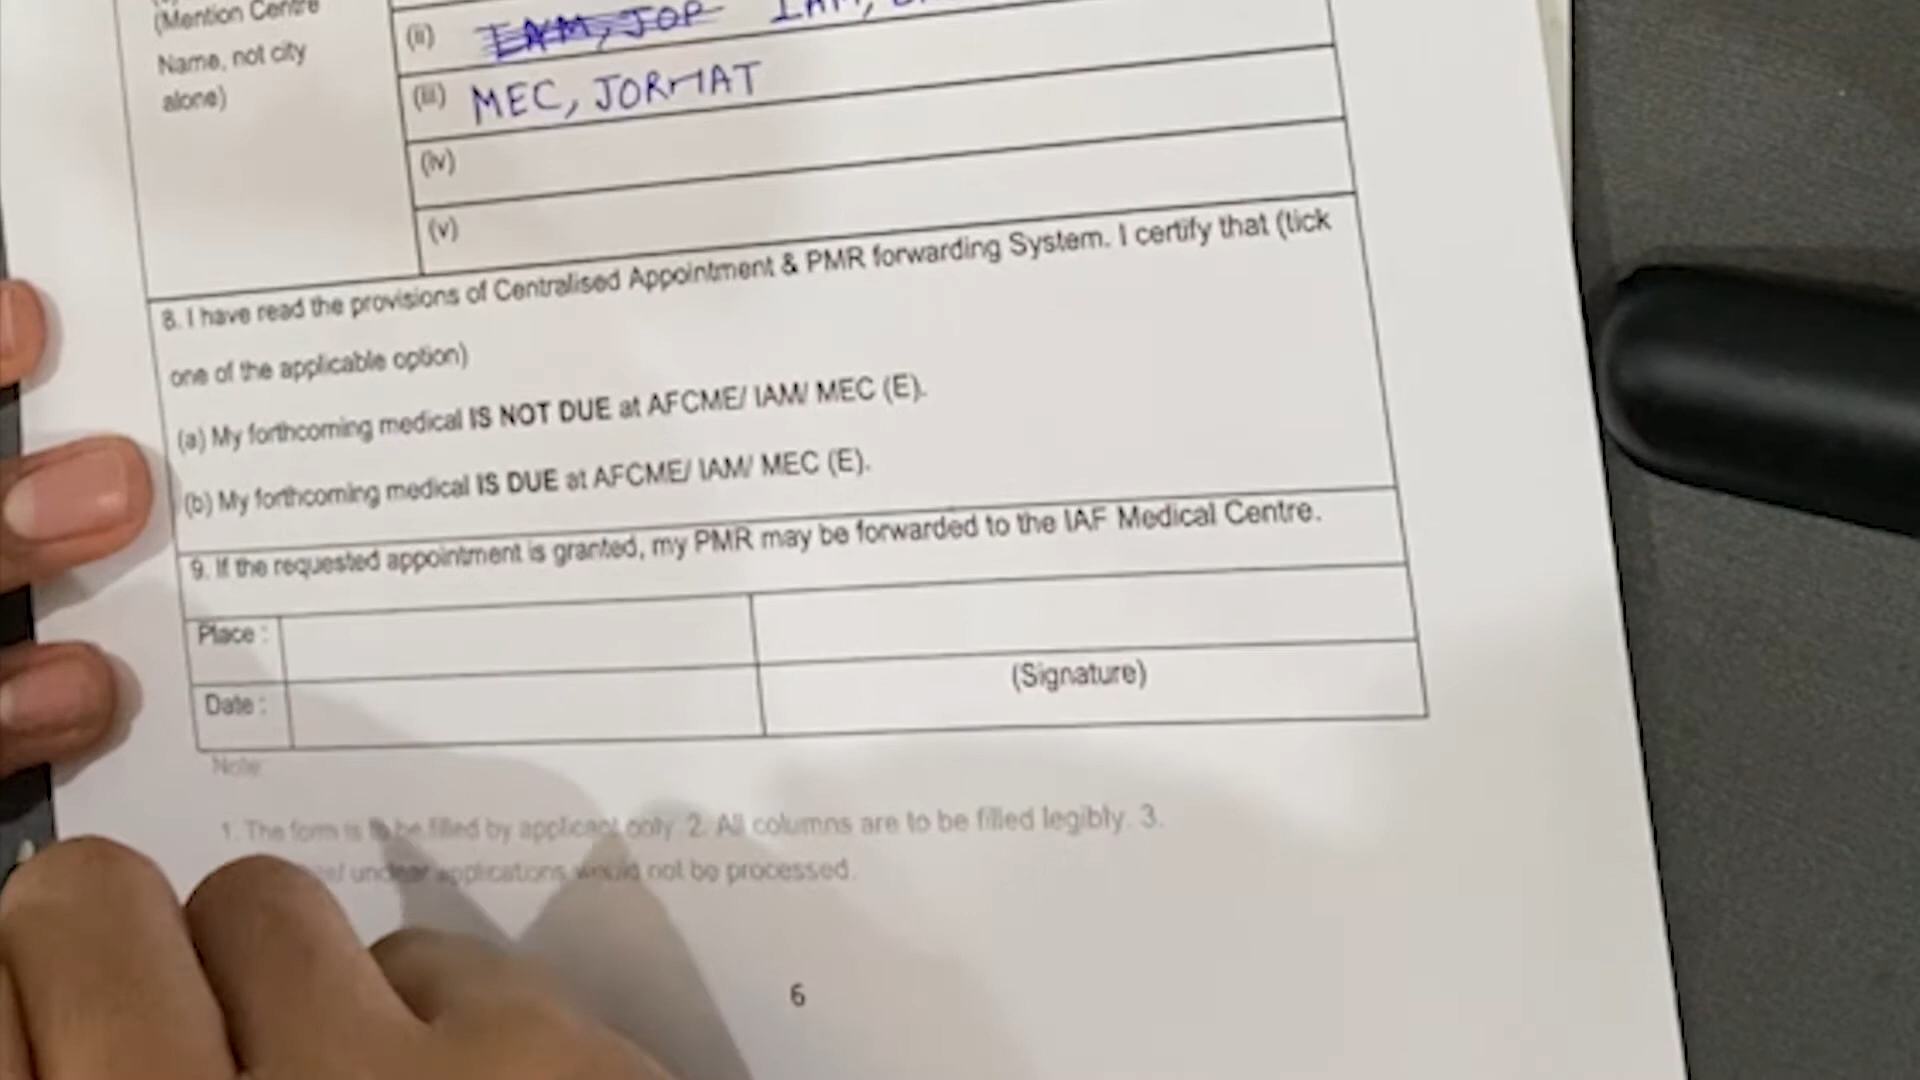 (Mention Centre
Name, not city
alone)
(ii) IAM, JOP IAM,
(iii) MEC, JORHAT
(iv)
(v)
8. I have read the provisions of Centralised Appointment & PMR forwarding System. I certify that (tick
one of the applicable option)
(a) My forthcoming medical IS NOT DUE at AFCME/ IAM/ MEC (E).
(b) My forthcoming medical IS DUE at AFCME/ IAM/ MEC (E).
9. If the requested appointment is granted, my PMR may be forwarded to the IAF Medical Centre.
Place :
(Signature)
Date :
Note
1. The form is to be filled by applicant only. 2. All columns are to be filled legibly. 3.
unclear applications would not be processed.
6